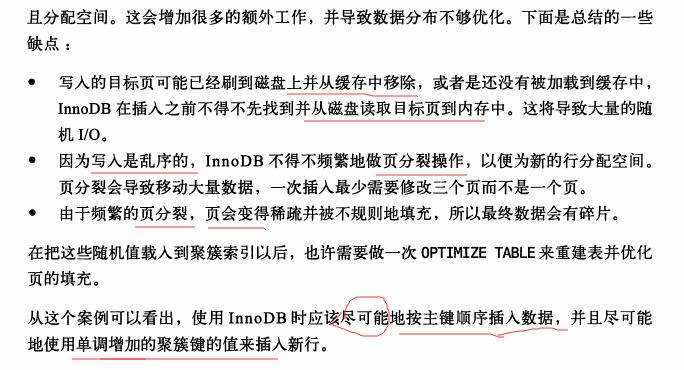 且分配空间。这会增加很多的额外工作，并导致数据分布不够优化。下面是总结的一些
缺点：
• 写入的目标页可能已经刷到磁盘上并从缓存中移除，或者是还没有被加载到缓存中，
InnoDB 在插入之前不得不先找到并从磁盘读取目标页到内存中。这将导致大量的随
机 I/O。
• 因为写入是乱序的，InnoDB 不得不频繁地做页分裂操作，以便为新的行分配空间。
页分裂会导致移动大量数据，一次插入最少需要修改三个页而不是一个页。
• 由于频繁的页分裂，页会变得稀疏并被不规则地填充，所以最终数据会有碎片。
在把这些随机值载入到聚簇索引以后，也许需要做一次 OPTIMIZE TABLE 来重建表并优化
页的填充。
从这个案例可以看出，使用 InnoDB 时应该尽可能地按主键顺序插入数据，并且尽可能
地使用单调增加的聚簇键的值来插入新行。